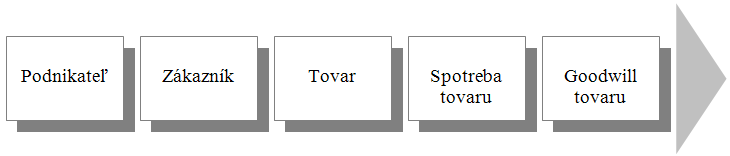 Podnikateľ
Zákazník
Tovar
Spotreba
tovaru
Goodwill
tovaru